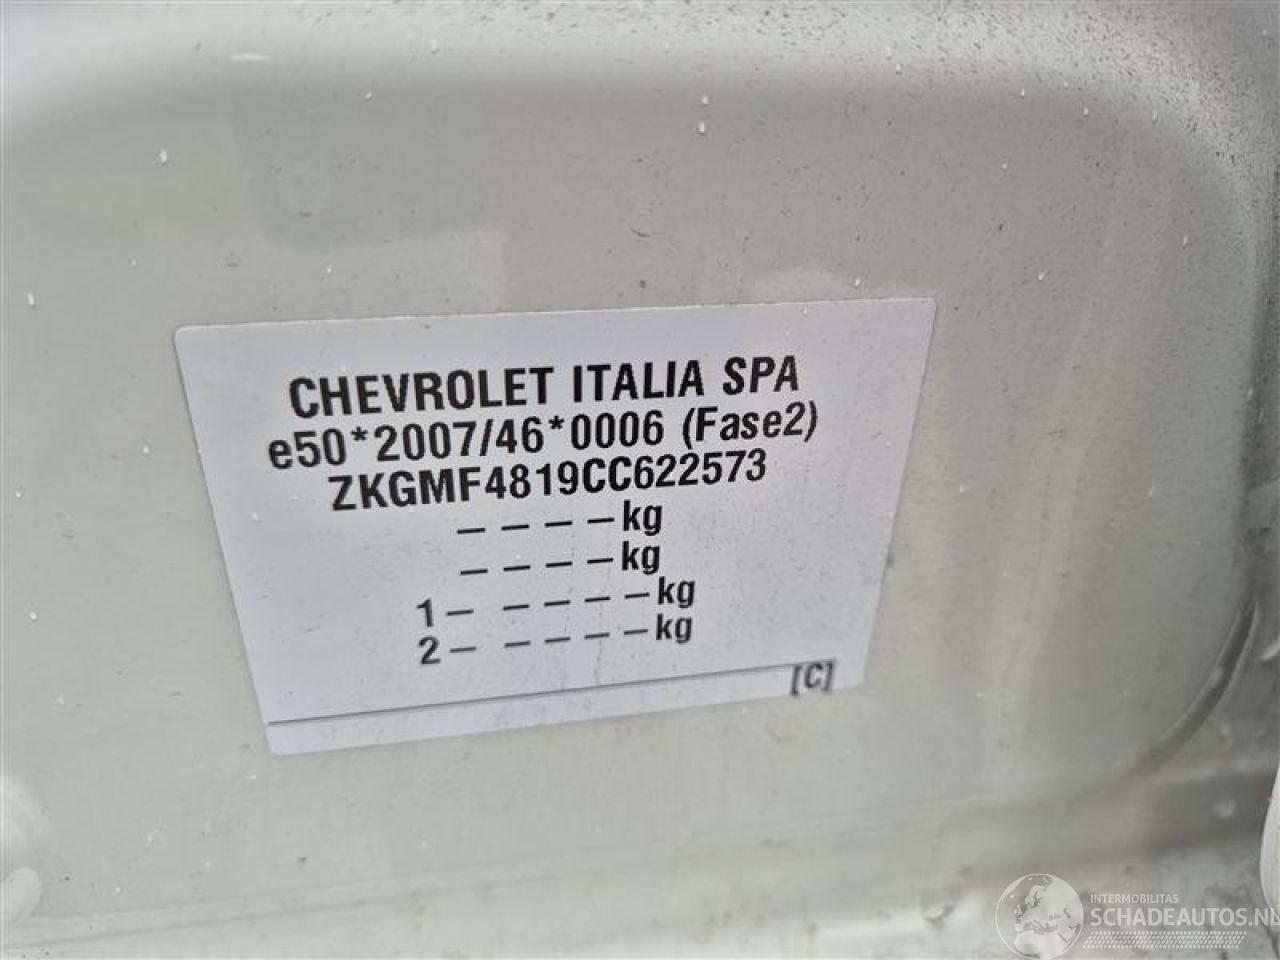 CHEVROLET ITALIA SPA
e50*2007/46*0006 (Fase2)
ZKGMF4819CC622573
– – – – kg
– – – – kg
1 – – – – – kg
2 – – – – – kg
[C]
INTERMOBILITAS
SCHADEAUTOS.NL